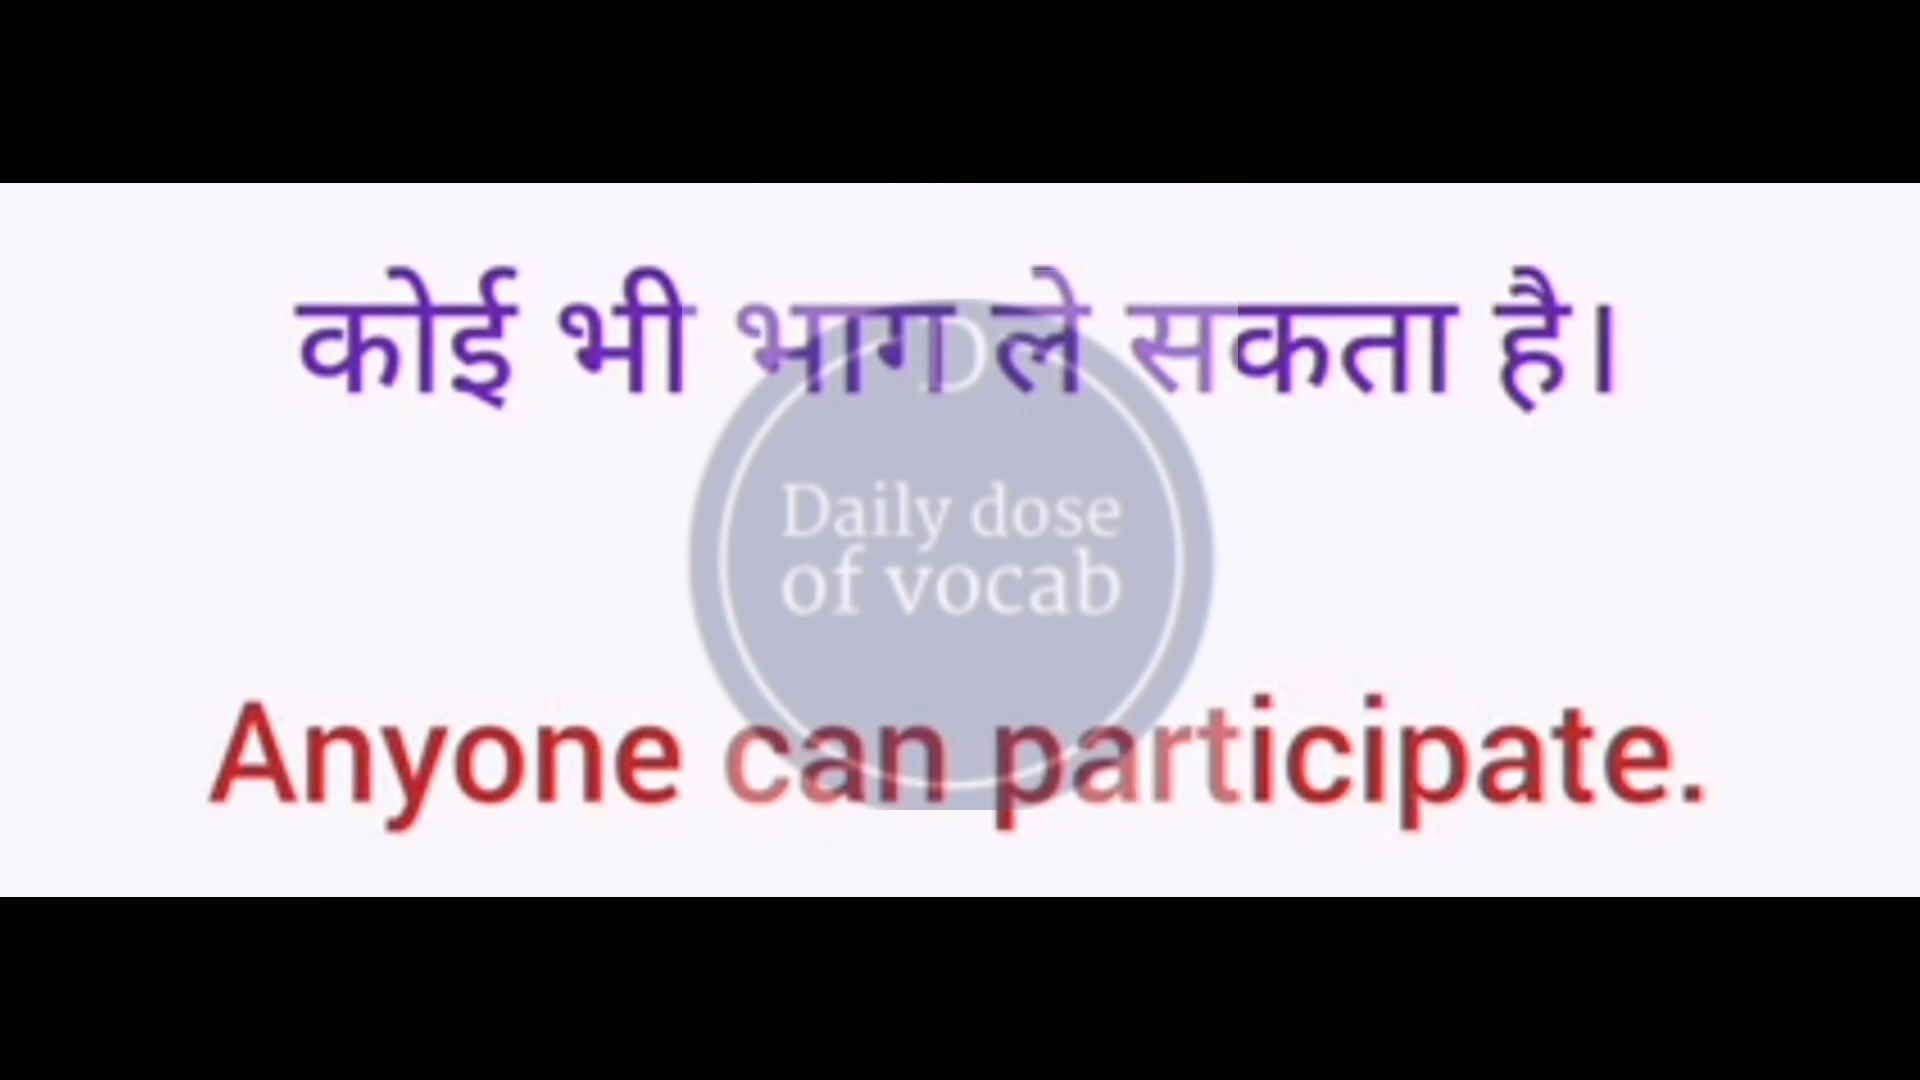 कोई भी भाग ले सकता है।
D
Daily dose
of vocab
Anyone can participate.